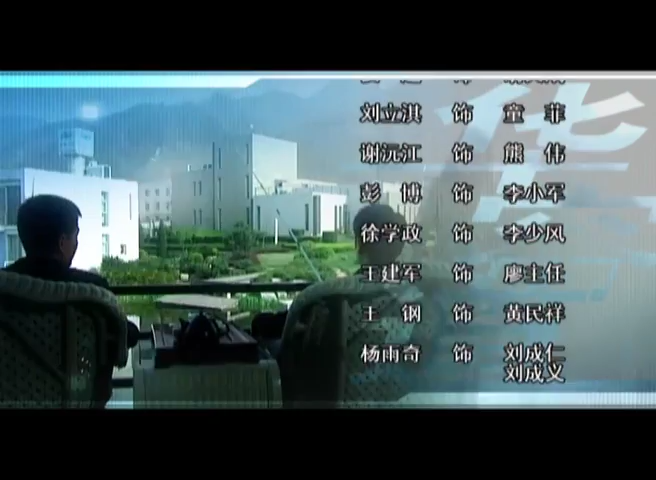 刘立淇 饰 童 菲
谢沅江 饰 熊 伟
彭 博 饰 李小军
徐学政 饰 李少风
王建军 饰 廖主任
王 钢 饰 黄民祥
杨雨奇 饰 刘成仁
刘成义